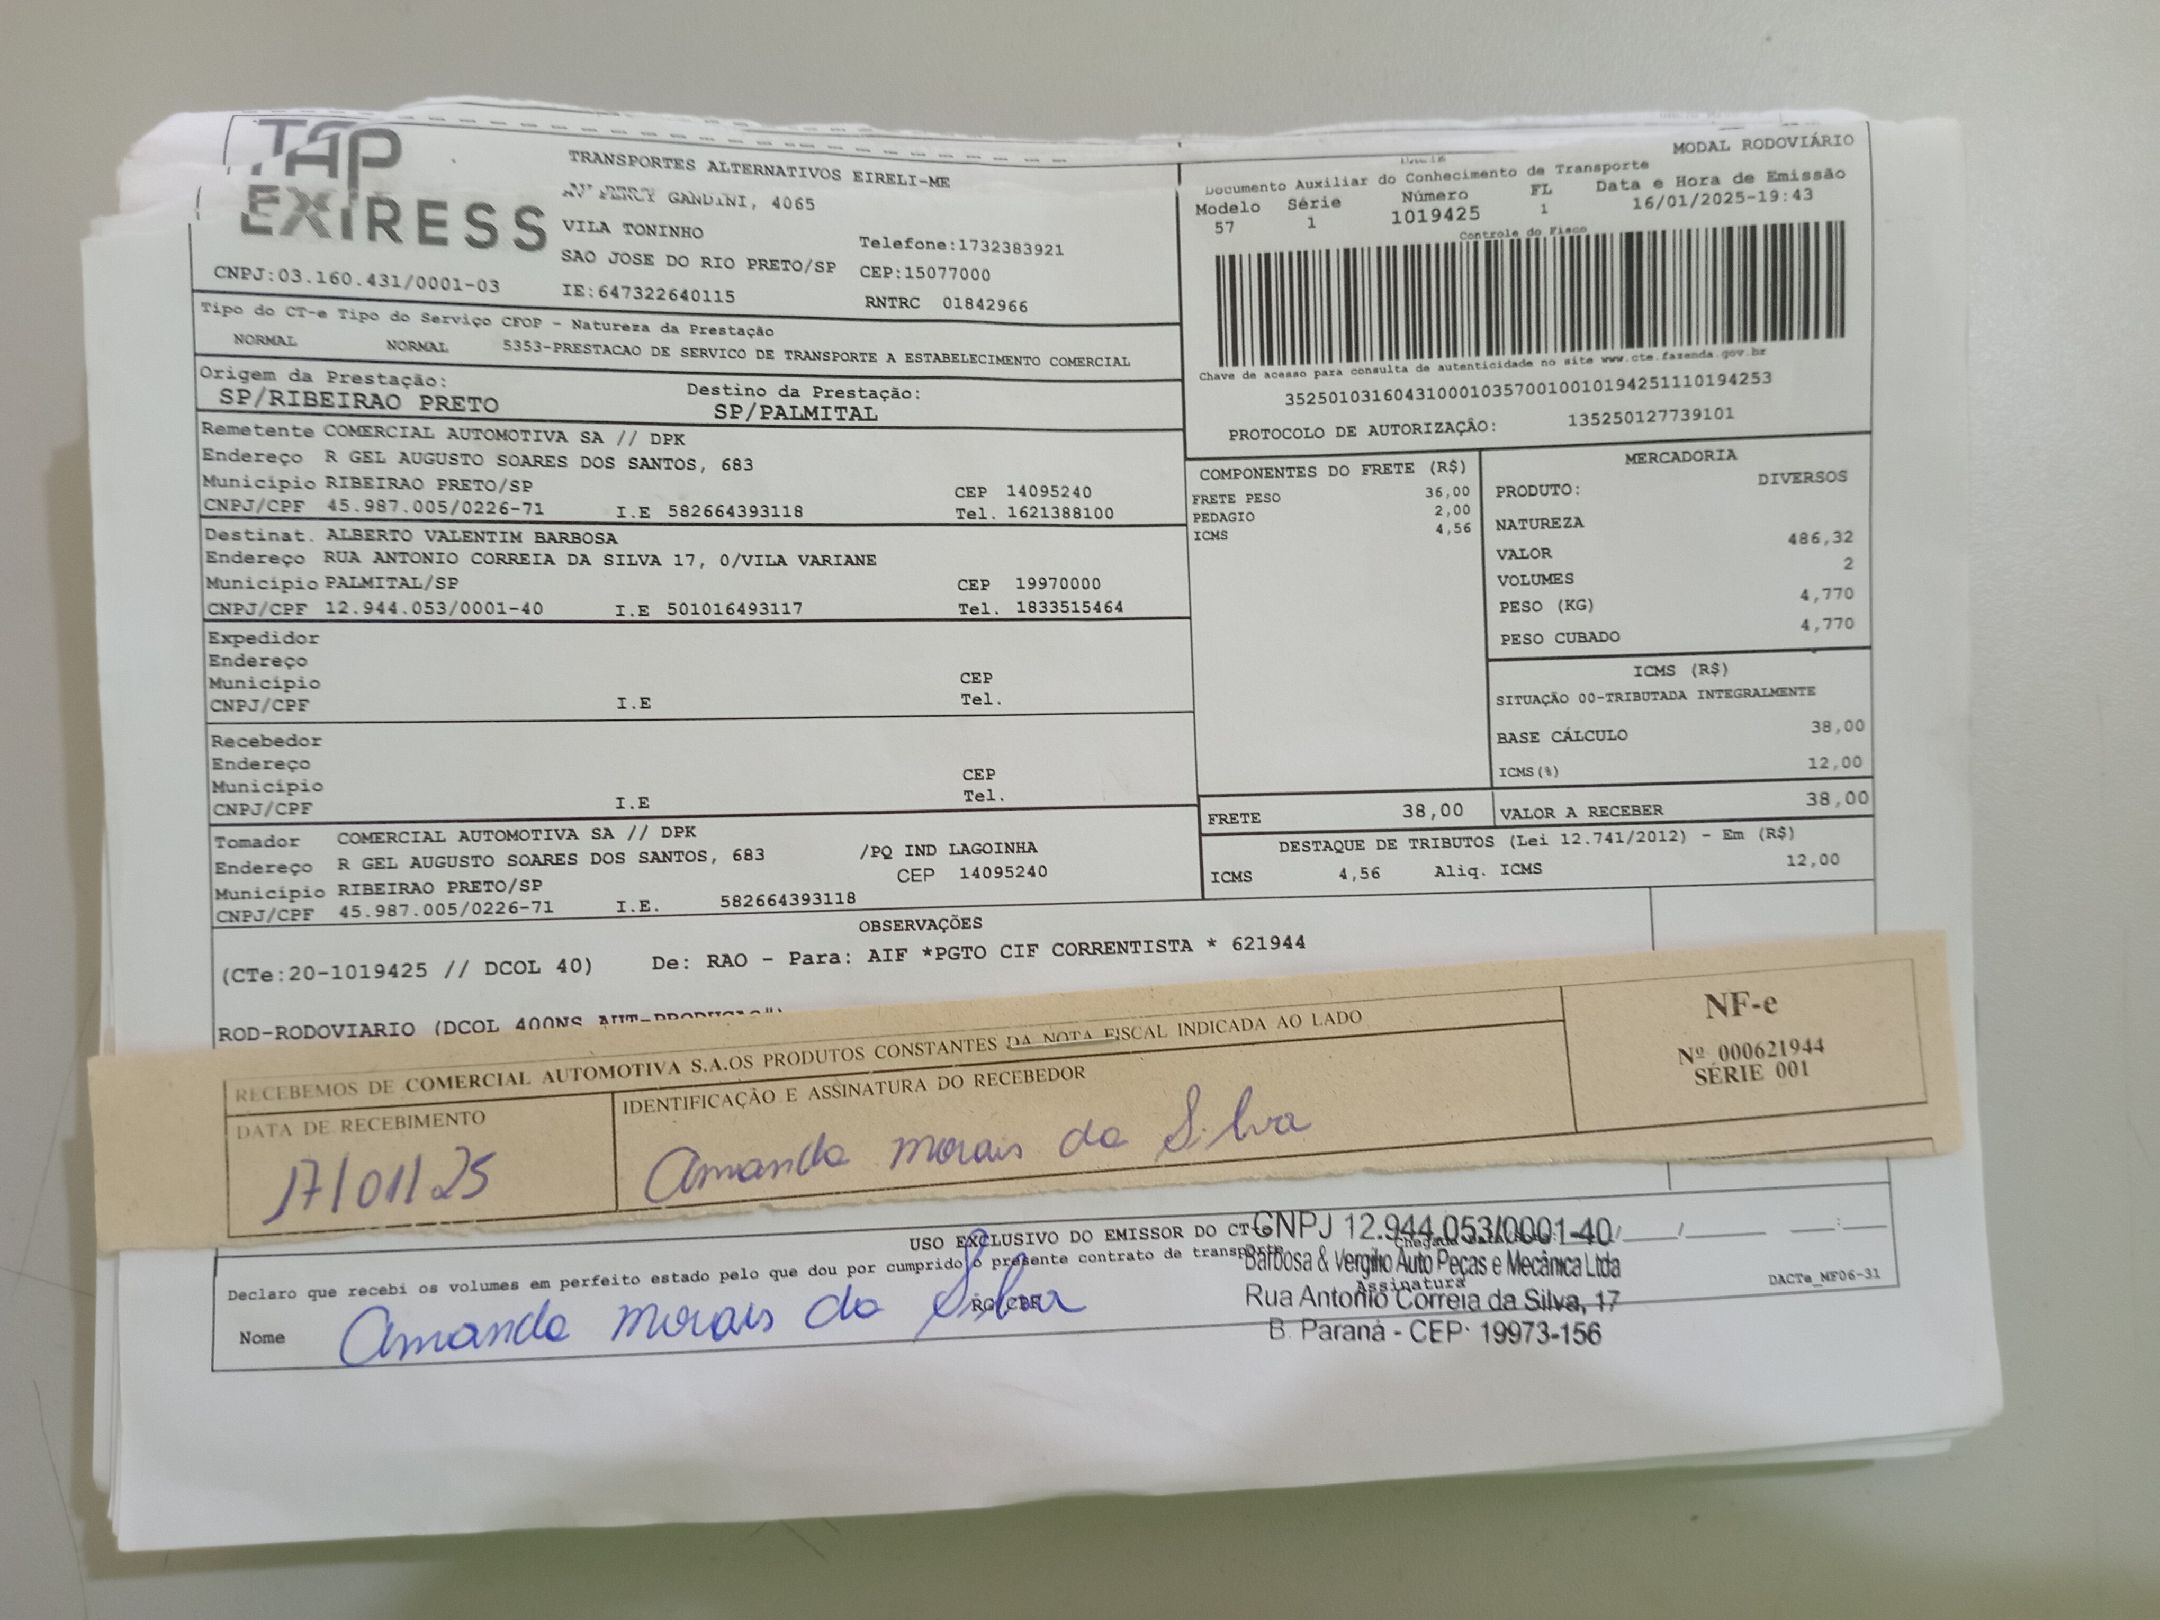 TAP
EXPRESS
CNPJ:03.160.431/0001-03
TRANSPORTES ALTERNATIVOS EIRELI-ME
AV PERCY GANDINI, 4065
VILA TONINHO
Telefone:1732383921
SAO JOSE DO RIO PRETO/SP CEP:15077000
IE:647322640115 RNTRC 01842966
MODAL RODOVIÁRIO
Documento Auxiliar do Conhecimento de Transporte
Modelo Série Número FL Data e Hora de Emissão
57 1 1019425 1 16/01/2025-19:43
Controle do Fisco
Chave de acesso para consulta de autenticidade no site www.cte.fazenda.gov.br
35250103160431000103570010010194251110194253
PROTOCOLO DE AUTORIZAÇÂO: 135250127739101
Tipo do CT-e Tipo do Serviço CFOP - Natureza da Prestação
NORMAL NORMAL 5353-PRESTACAO DE SERVICO DE TRANSPORTE A ESTABELECIMENTO COMERCIAL
Origem da Prestação: Destino da Prestação:
SP/RIBEIRAO PRETO SP/PALMITAL
Remetente COMERCIAL AUTOMOTIVA SA // DPK
Endereço R GEL AUGUSTO SOARES DOS SANTOS, 683
Município RIBEIRAO PRETO/SP CEP 14095240
CNPJ/CPF 45.987.005/0226-71 I.E 582664393118 Tel. 1621388100
Destinat. ALBERTO VALENTIM BARBOSA
Endereço RUA ANTONIO CORREIA DA SILVA 17, 0/VILA VARIANE
Município PALMITAL/SP CEP 19970000
CNPJ/CPF 12.944.053/0001-40 I.E 501016493117 Tel. 1833515464
Expedidor
Endereço
Município CEP
CNPJ/CPF I.E Tel.
Recebedor
Endereço
Município CEP
CNPJ/CPF I.E Tel.
Tomador COMERCIAL AUTOMOTIVA SA // DPK
Endereço R GEL AUGUSTO SOARES DOS SANTOS, 683 /PQ IND LAGOINHA
Município RIBEIRAO PRETO/SP CEP 14095240
CNPJ/CPF 45.987.005/0226-71 I.E. 582664393118
COMPONENTES DO FRETE (R$)
FRETE PESO 36,00
PEDAGIO 2,00
ICMS 4,56
MERCADORIA
PRODUTO: DIVERSOS
NATUREZA
VALOR 486,32
VOLUMES 2
PESO (KG) 4,770
PESO CUBADO 4,770
ICMS (R$)
SITUAÇÃO 00-TRIBUTADA INTEGRALMENTE
BASE CÁLCULO 38,00
ICMS(%) 12,00
FRETE 38,00 VALOR A RECEBER 38,00
DESTAQUE DE TRIBUTOS (Lei 12.741/2012) - Em (R$)
ICMS 4,56 Aliq. ICMS 12,00
OBSERVAÇÕES
(CTe:20-1019425 // DCOL 40) De: RAO - Para: AIF *PGTO CIF CORRENTISTA * 621944
ROD-RODOVIARIO (DCOL 400NS
RECEBEMOS DE COMERCIAL AUTOMOTIVA S.A.OS PRODUTOS CONSTANTES DA NOTA FISCAL INDICADA AO LADO
DATA DE RECEBIMENTO IDENTIFICAÇÃO E ASSINATURA DO RECEBEDOR
17/01/25 Amanda morais da Silva
NF-e
Nº 000621944
SÉRIE 001
USO EXCLUSIVO DO EMISSOR DO CT-e
Declaro que recebi os volumes em perfeito estado pelo que dou por cumprido o presente contrato de transporte
Nome Amanda morais da Silva
Assinatura
DACTe_MF06-31
CNPJ 12.944.053/0001-40
Barbosa & Vergilio Auto Peças e Mecânica Ltda
Rua Antonio Correia da Silva, 17
B. Paraná - CEP: 19973-156